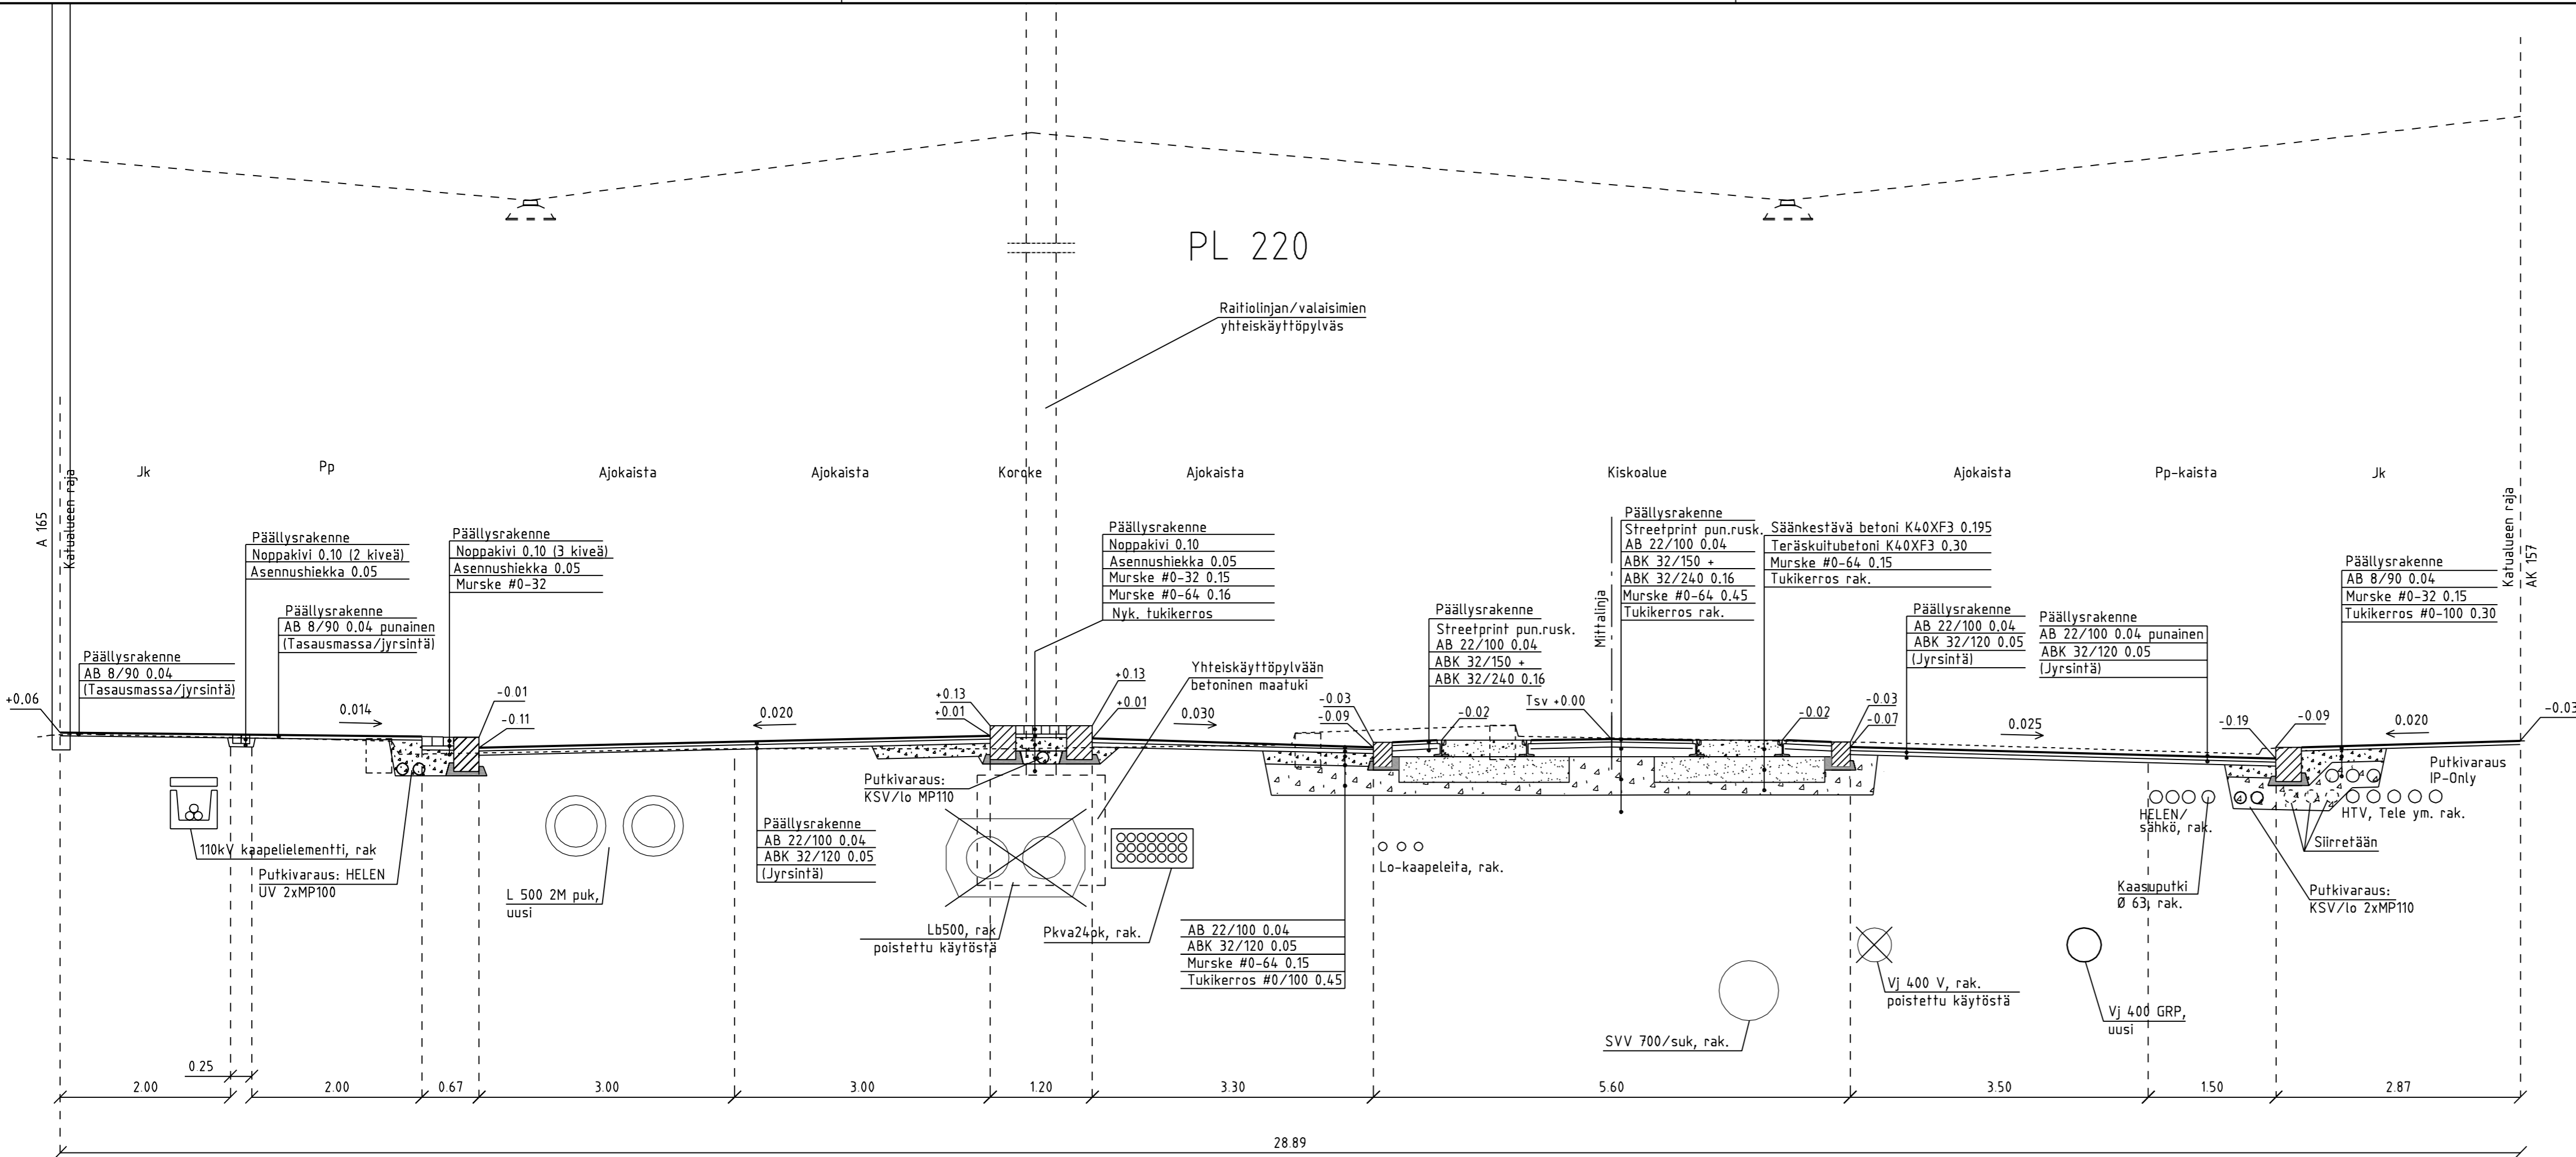 PL 220
Raitiolinjan/valaisimien
yhteiskäyttöpylväs
Jk
Pp
Ajokaista
Ajokaista
Koroke
Ajokaista
Kiskoalue
Ajokaista
Pp-kaista
Jk
A 165
Katualueen raja
Päällysrakenne
AB 8/90 0.04
(Tasausmassa/jyrsintä)
Päällysrakenne
Noppakivi 0.10 (2 kiveä)
Asennushiekka 0.05
Päällysrakenne
AB 8/90 0.04 punainen
(Tasausmassa/jyrsintä)
Päällysrakenne
Noppakivi 0.10 (3 kiveä)
Asennushiekka 0.05
Murske #0-32
Päällysrakenne
Noppakivi 0.10
Asennushiekka 0.05
Murske #0-32 0.15
Murske #0-64 0.16
Nyk. tukikerros
Yhteiskäyttöpylvään
betoninen maatuki
Päällysrakenne
Streetprint pun.rusk.
AB 22/100 0.04
ABK 32/150 +
ABK 32/240 0.16
Mittalinja
Päällysrakenne
Streetprint pun.rusk.
AB 22/100 0.04
ABK 32/150 +
ABK 32/240 0.16
Murske #0-64 0.45
Tukikerros rak.
Säänkestävä betoni K40XF3 0.195
Teräskuitubetoni K40XF3 0.30
Murske #0-64 0.15
Tukikerros rak.
Päällysrakenne
AB 22/100 0.04
ABK 32/120 0.05
(Jyrsintä)
Päällysrakenne
AB 22/100 0.04 punainen
ABK 32/120 0.05
(Jyrsintä)
Päällysrakenne
AB 8/90 0.04
Murske #0-32 0.15
Tukikerros #0-100 0.30
Katualueen raja
AK 157
+0.06
0.014
-0.01
-0.11
0.020
+0.13
+0.01
+0.13
+0.01
0.030
-0.03
-0.09
-0.02
Tsv +0.00
-0.02
-0.03
-0.07
0.025
-0.19
-0.09
0.020
-0.03
110kV kaapelielementti, rak
Putkivaraus: HELEN
UV 2xMP100
L 500 2M puk,
uusi
Päällysrakenne
AB 22/100 0.04
ABK 32/120 0.05
(Jyrsintä)
Putkivaraus:
KSV/lo MP110
Lb500, rak
poistettu käytöstä
Pkva24pk, rak.
AB 22/100 0.04
ABK 32/120 0.05
Murske #0-64 0.15
Tukikerros #0/100 0.45
Lo-kaapeleita, rak.
SVV 700/suk, rak.
Vj 400 V, rak.
poistettu käytöstä
Vj 400 GRP,
uusi
HELEN/
sähkö, rak.
Kaasuputki
Ø 63, rak.
Siirretään
Putkivaraus:
KSV/lo 2xMP110
Putkivaraus
IP-Only
HTV, Tele ym. rak.
2.00
0.25
2.00
0.67
3.00
3.00
1.20
3.30
5.60
3.50
1.50
2.87
28.89